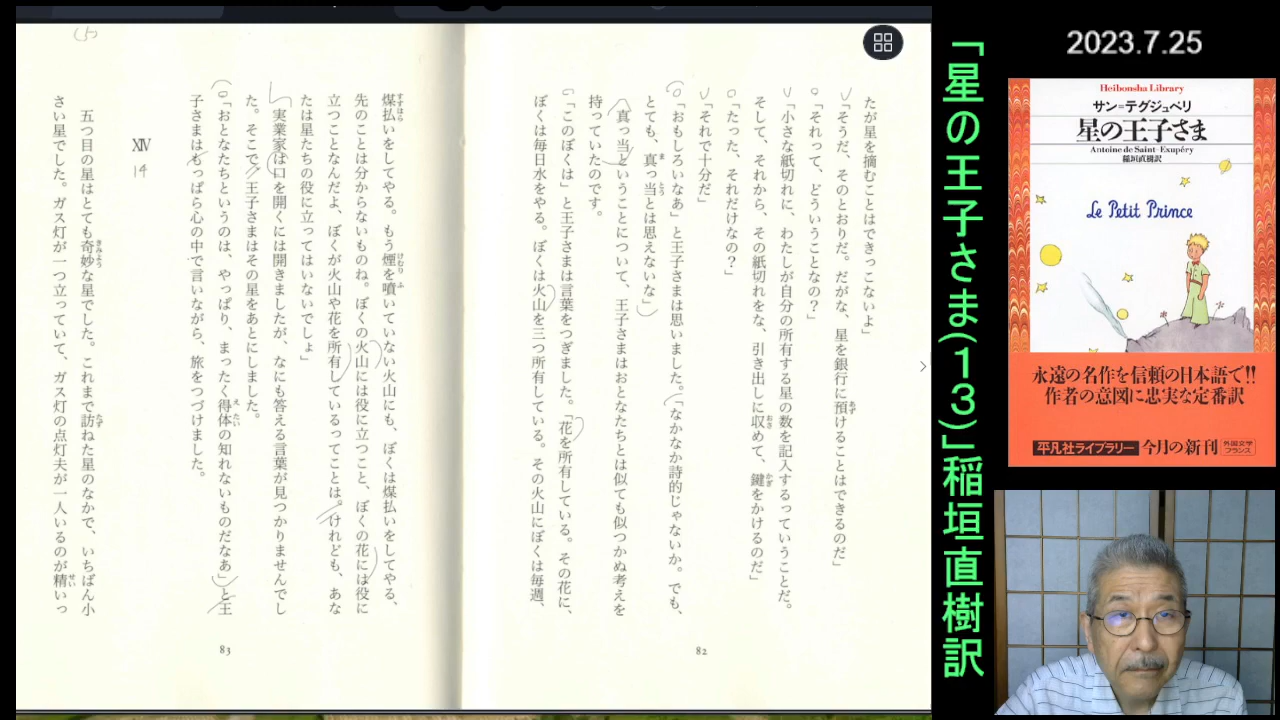 たが星を摘むことはできっこないよ」
「そうだ、そのとおりだ。だがな、星を銀行に預けることはできるのだ」
「それって、どういうことなの？」
「小さな紙切れに、わたしが自分の所有する星の数を記入するっていうことだ。
そして、それから、その紙切れをな、引き出しに収めて、鍵をかけるのだ」
「たった、それだけなの？」
「それで十分だ」
「おもしろいなあ」と王子さまは思いました。「なかなか詩的じゃないか。でも、
とても、真っ当とは思えないな」
真っ当ということについて、王子さまはおとなたちとは似ても似つかぬ考えを
持っていたのです。
「このぼくは」と王子さまは言葉をつぎました。「花を所有している。その花に、
ぼくは毎日水をやる。ぼくは火山を三つ所有している。その火山にぼくは毎週、
82
煤払いをしてやる。もう煙を噴いていない火山にも、ぼくは煤払いをしてやる、
先のことは分からないものね。ぼくの火山には役に立つこと、ぼくの花には役に
立つことなんだよ、ぼくが火山や花を所有しているってことは。けれども、あな
たは星たちの役に立ってはいないでしょ」
実業家は口を開くには開きましたが、なにも答える言葉が見つかりませんでし
た。そこで、王子さまはその星をあとにしました。
「おとなたちというのは、やっぱり、まったく得体の知れないものだなあ」と王
子さまはもっぱら心の中で言いながら、旅をつづけました。
XIV
14
五つ目の星はとても奇妙な星でした。これまで訪ねた星のなかで、いちばん小
さい星でした。ガス灯が一つ立っていて、ガス灯の点灯夫が一人いるのが精いっ
83
「星の王子さま(13)」稲垣直樹訳
2023.7.25
Heibonsha Library
サン=テグジュペリ
星の王子さま
Antoine de Saint-Exupéry
稲垣直樹訳
Le Petit Prince
永遠の名作を信頼の日本語で!!
作者の意図に忠実な定番訳
平凡社ライブラリー 今月の新刊 外国文学 フランス